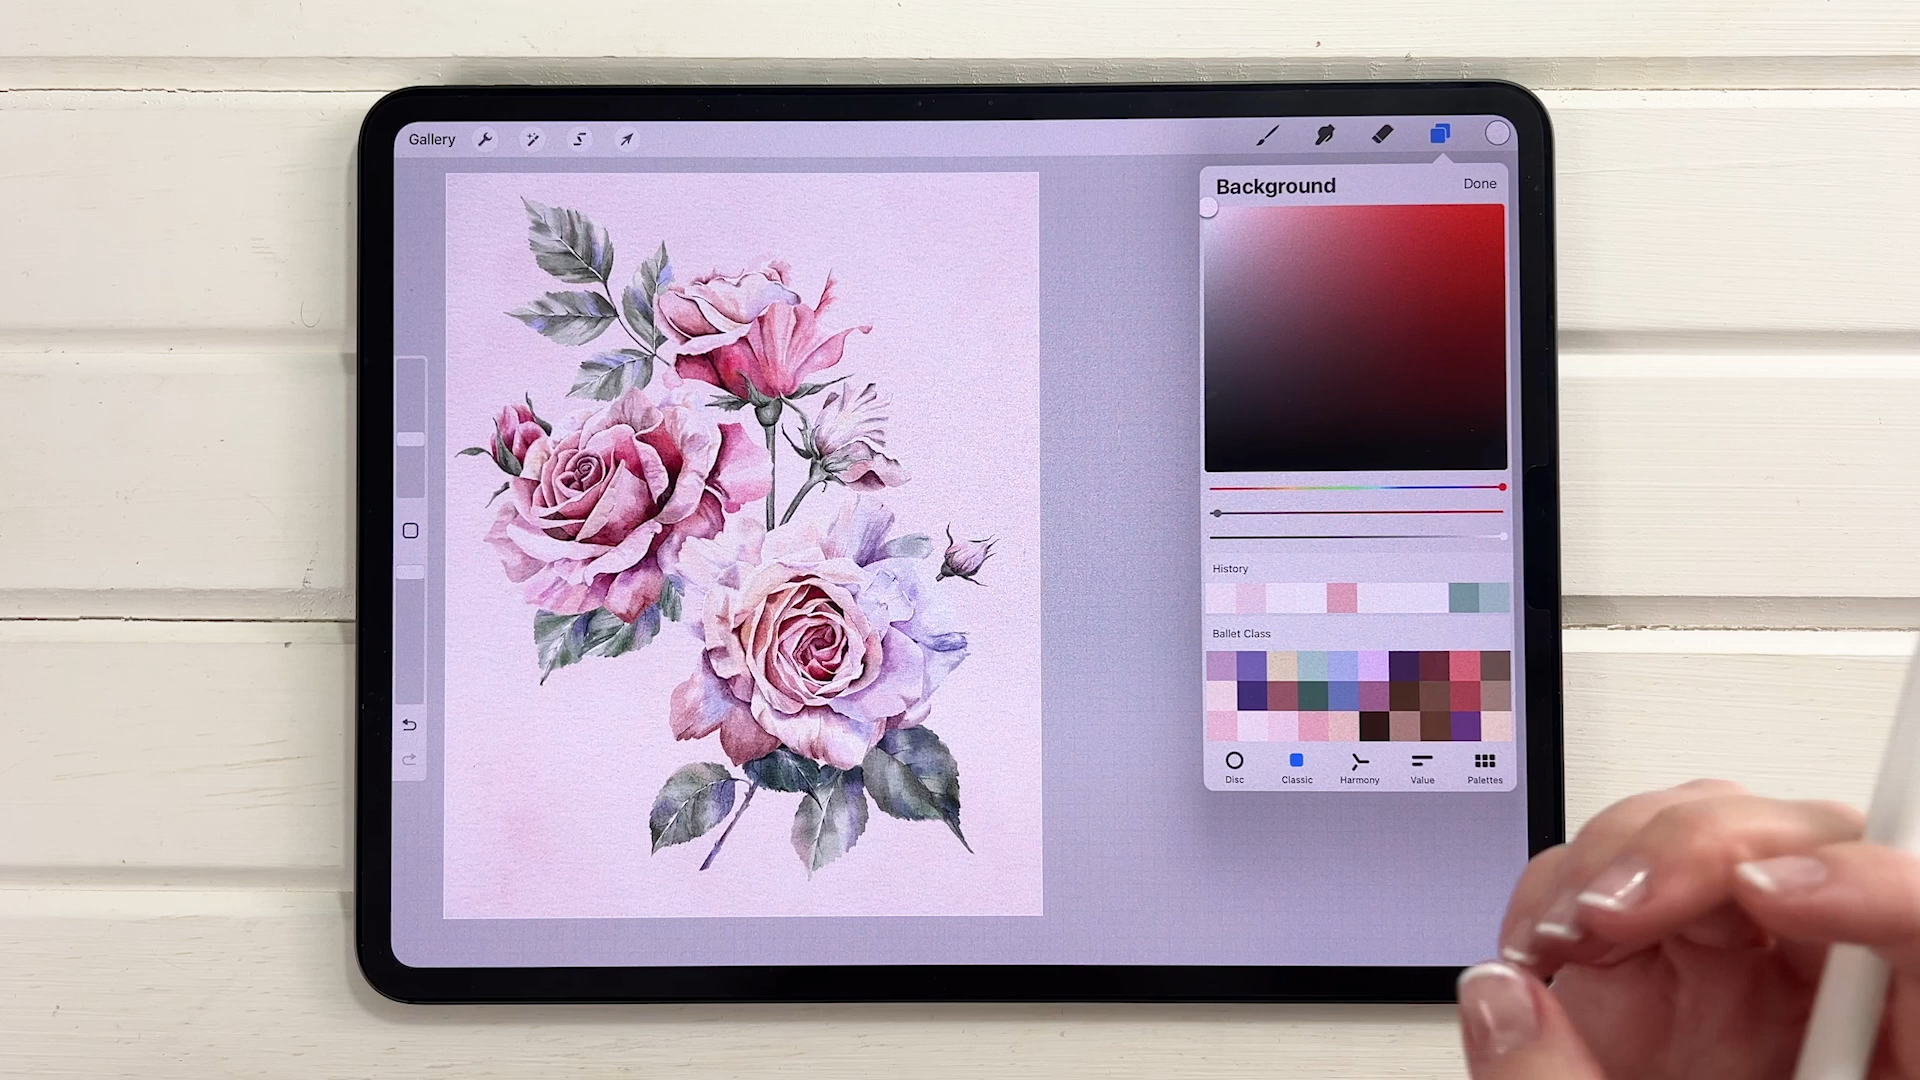 Gallery
Background Done
History
Ballet Class
Disc Classic Harmony Value Palettes